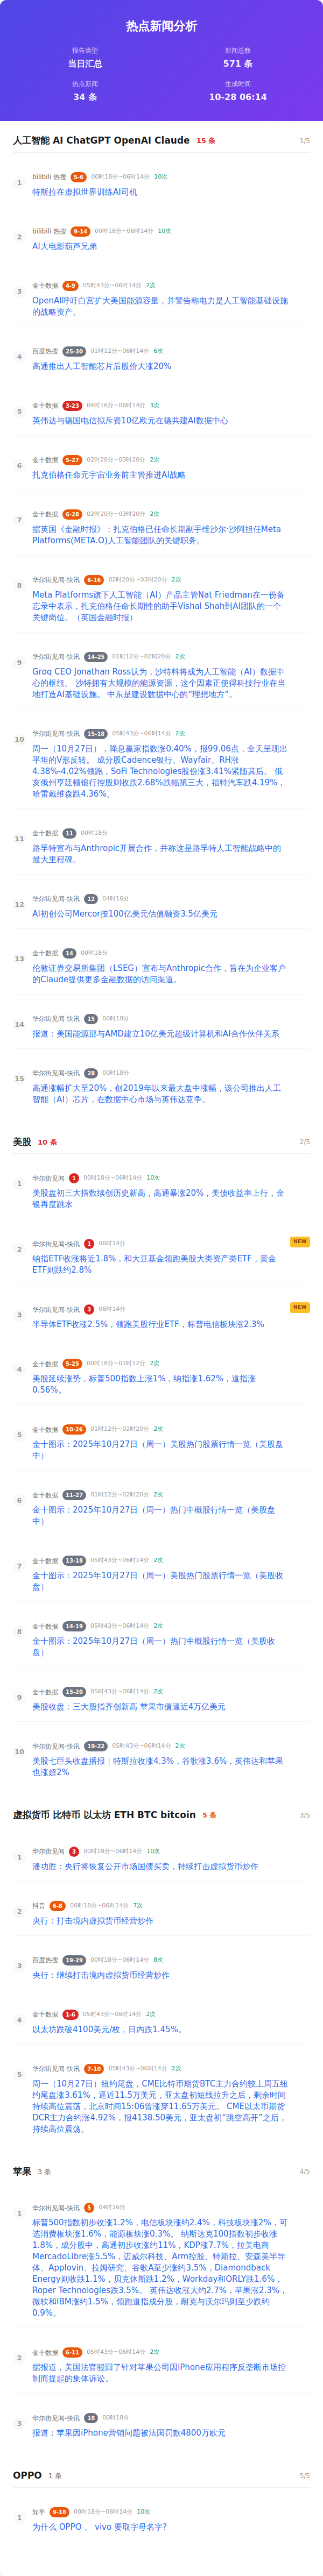 热点新闻分析
报告类型
新闻总数
当日汇总
571 条
热点新闻
生成时间
34 条
10-28 06:14
人工智能 AI ChatGPT OpenAI Claude 15 条 1/5
1
bilibili 热搜 5-6 00时18分~06时14分 10次
特斯拉在虚拟世界训练AI司机
2
bilibili 热搜 9-14 00时18分~06时14分 10次
AI大电影葫芦兄弟
3
金十数据 4-9 05时43分~06时14分 2次
OpenAI呼吁白宫扩大美国能源容量，并警告称电力是人工智能基础设施
的战略资产。
4
百度热搜 25-30 01时12分~06时14分 6次
高通推出人工智能芯片后股价大涨20%
5
金十数据 3-23 04时16分~06时14分 3次
英伟达与德国电信拟斥资10亿欧元在德共建AI数据中心
6
金十数据 5-27 02时20分~03时20分 2次
扎克伯格任命元宇宙业务前主管推进AI战略
7
金十数据 6-28 02时20分~03时20分 2次
据英国《金融时报》：扎克伯格已任命长期副手维沙尔·沙阿担任Meta
Platforms(META.O)人工智能团队的关键职务。
8
华尔街见闻-快讯 6-16 02时20分~03时20分 2次
Meta Platforms旗下人工智能（AI）产品主管Nat Friedman在一份备
忘录中表示，扎克伯格任命长期性的助手Vishal Shah到AI团队的一个
关键岗位。（英国金融时报）
9
华尔街见闻-快讯 14-25 01时12分~02时20分 2次
Groq CEO Jonathan Ross认为，沙特料将成为人工智能（AI）数据中
心的枢纽。 沙特拥有大规模的能源资源，这个因素正使得科技行业在当
地打造AI基础设施。 中东是建设数据中心的“理想地方”。
10
华尔街见闻-快讯 15-18 05时43分~06时14分 2次
周一（10月27日），降息赢家指数涨0.40%，报99.06点，全天呈现出
平坦的V形反转。 成分股Cadence银行、Wayfair、RH涨
4.38%-4.02%领跑，SoFi Technologies股份涨3.41%紧随其后。 俄
亥俄州亨廷顿银行控股则收跌2.68%跌幅第三大，福特汽车跌4.19%，
哈雷戴维森跌4.36%。
11
金十数据 11 00时18分
路孚特宣布与Anthropic开展合作，并称这是路孚特人工智能战略中的
最大里程碑。
12
华尔街见闻-快讯 12 04时16分
AI初创公司Mercor按100亿美元估值融资3.5亿美元
13
金十数据 14 00时18分
伦敦证券交易所集团（LSEG）宣布与Anthropic合作，旨在为企业客户
的Claude提供更多金融数据的访问渠道。
14
华尔街见闻-快讯 15 00时18分
报道：美国能源部与AMD建立10亿美元超级计算机和AI合作伙伴关系
15
华尔街见闻-快讯 28 00时18分
高通涨幅扩大至20%，创2019年以来最大盘中涨幅，该公司推出人工
智能（AI）芯片，在数据中心市场与英伟达竞争。
美股 10 条 2/5
1
华尔街见闻 1 00时18分~06时14分 10次
美股盘初三大指数续创历史新高，高通暴涨20%，美债收益率上行，金
银再度跳水
2
华尔街见闻-快讯 1 06时14分 NEW
纳指ETF收涨将近1.8%，和大豆基金领跑美股大类资产类ETF，黄金
ETF则跌约2.8%
3
华尔街见闻-快讯 3 06时14分 NEW
半导体ETF收涨2.5%，领跑美股行业ETF，标普电信板块涨2.3%
4
金十数据 5-25 00时18分~01时12分 2次
美股延续涨势，标普500指数上涨1%，纳指涨1.62%，道指涨
0.56%。
5
金十数据 10-26 01时12分~02时20分 2次
金十图示：2025年10月27日（周一）美股热门股票行情一览（美股盘
中）
6
金十数据 11-27 01时12分~02时20分 2次
金十图示：2025年10月27日（周一）热门中概股行情一览（美股盘
中）
7
金十数据 13-18 05时43分~06时14分 2次
金十图示：2025年10月27日（周一）美股热门股票行情一览（美股收
盘）
8
金十数据 14-19 05时43分~06时14分 2次
金十图示：2025年10月27日（周一）热门中概股行情一览（美股收
盘）
9
金十数据 15-20 05时43分~06时14分 2次
美股收盘：三大股指齐创新高 苹果市值逼近4万亿美元
10
华尔街见闻-快讯 19-22 05时43分~06时14分 2次
美股七巨头收盘播报｜特斯拉收涨4.3%，谷歌涨3.6%，英伟达和苹果
也涨超2%
虚拟货币 比特币 以太坊 ETH BTC bitcoin 5 条 3/5
1
华尔街见闻 3 00时18分~06时14分 10次
潘功胜：央行将恢复公开市场国债买卖，持续打击虚拟货币炒作
2
抖音 6-8 00时18分~06时14分 7次
央行：打击境内虚拟货币经营炒作
3
百度热搜 19-29 00时18分~06时14分 8次
央行：继续打击境内虚拟货币经营炒作
4
金十数据 1-6 05时43分~06时14分 2次
以太坊跌破4100美元/枚，日内跌1.45%。
5
华尔街见闻-快讯 7-10 05时43分~06时14分 2次
周一（10月27日）纽约尾盘，CME比特币期货BTC主力合约较上周五纽
约尾盘涨3.61%，逼近11.5万美元，亚太盘初短线拉升之后，剩余时间
持续高位震荡，北京时间15:06曾涨穿11.65万美元。 CME以太币期货
DCR主力合约涨4.92%，报4138.50美元，亚太盘初“跳空高开”之后，
持续高位震荡。
苹果 3 条 4/5
1
华尔街见闻-快讯 5 04时16分
标普500指数初步收涨1.2%，电信板块涨约2.4%，科技板块涨2%，可
选消费板块涨1.6%，能源板块涨0.3%。 纳斯达克100指数初步收涨
1.8%，成分股中，高通初步收涨约11%，KDP涨7.7%，拉美电商
MercadoLibre涨5.5%，迈威尔科技、Arm控股、特斯拉、安森美半导
体、Applovin、拉姆研究、谷歌A至少涨约3.5%，Diamondback
Energy则收跌1.1%，贝克休斯跌1.2%，Workday和ORLY跌1.6%，
Roper Technologies跌3.5%。 英伟达收涨大约2.7%，苹果涨2.3%，
微软和IBM涨约1.5%，领跑道指成分股，耐克与沃尔玛则至少跌约
0.9%。
2
金十数据 6-11 05时43分~06时14分 2次
据报道，美国法官驳回了针对苹果公司因iPhone应用程序反垄断市场控
制而提起的集体诉讼。
3
华尔街见闻-快讯 18 00时18分
报道：苹果因iPhone营销问题被法国罚款4800万欧元
OPPO 1 条 5/5
1
知乎 9-18 00时18分~06时14分 10次
为什么 OPPO 、 vivo 要取字母名字?